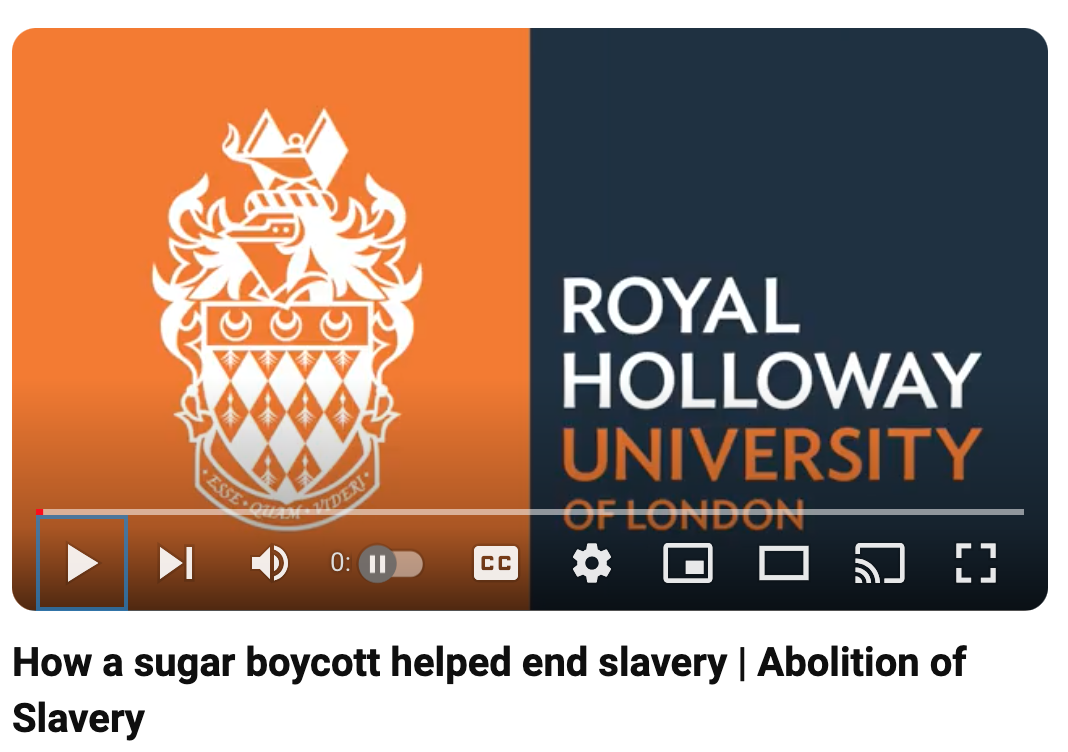 ROYAL
HOLLOWAY
UNIVERSITY
OF LONDON
ESSE · QUAM · VIDERI
0:
CC
How a sugar boycott helped end slavery | Abolition of
Slavery